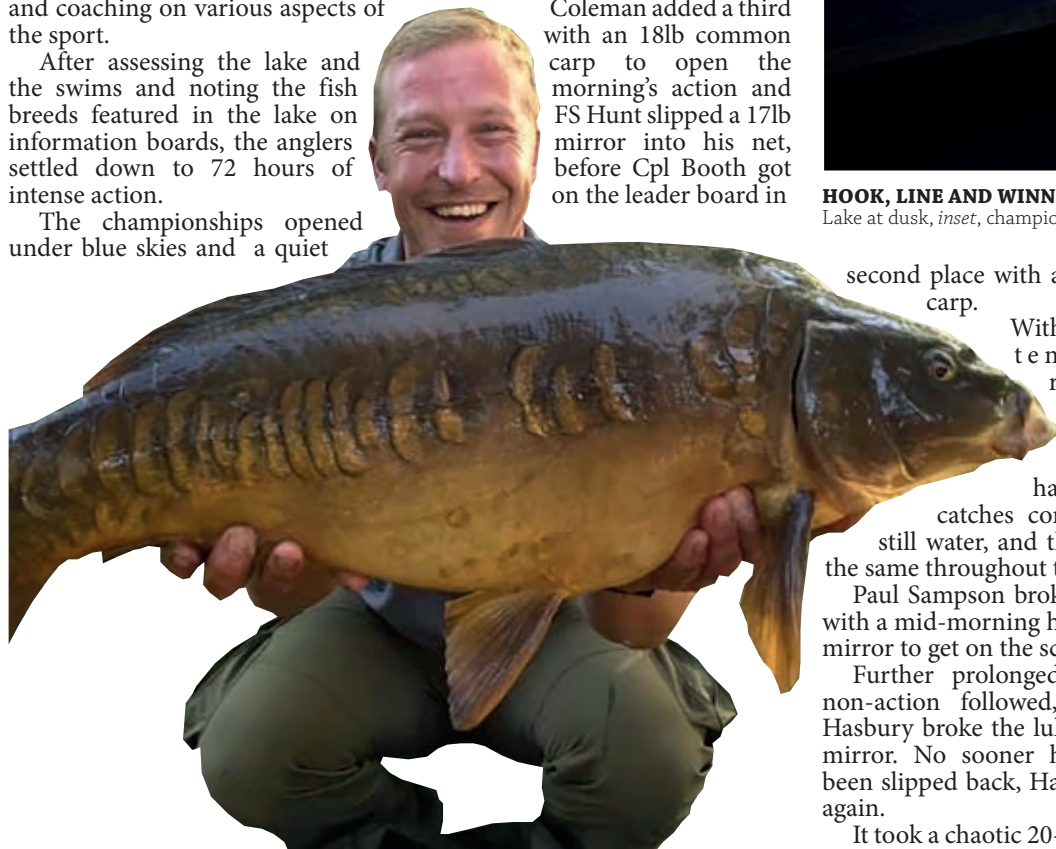 and coaching on various aspects of
the sport.
After assessing the lake and
the swims and noting the fish
breeds featured in the lake on
information boards, the anglers
settled down to 72 hours of
intense action.
The championships opened
under blue skies and a quiet
Coleman added a third
with an 18lb common
carp to open the
morning’s action and
FS Hunt slipped a 17lb
mirror into his net,
before Cpl Booth got
on the leader board in
HOOK, LINE AND WINN
Lake at dusk, inset, champio
second place with a
carp.
With
ten
r
ha
catches con
still water, and th
the same throughout t
Paul Sampson brok
with a mid-morning h
mirror to get on the sc
Further prolonged
non-action followed,
Hasbury broke the lul
mirror. No sooner h
been slipped back, Ha
again.
It took a chaotic 20-